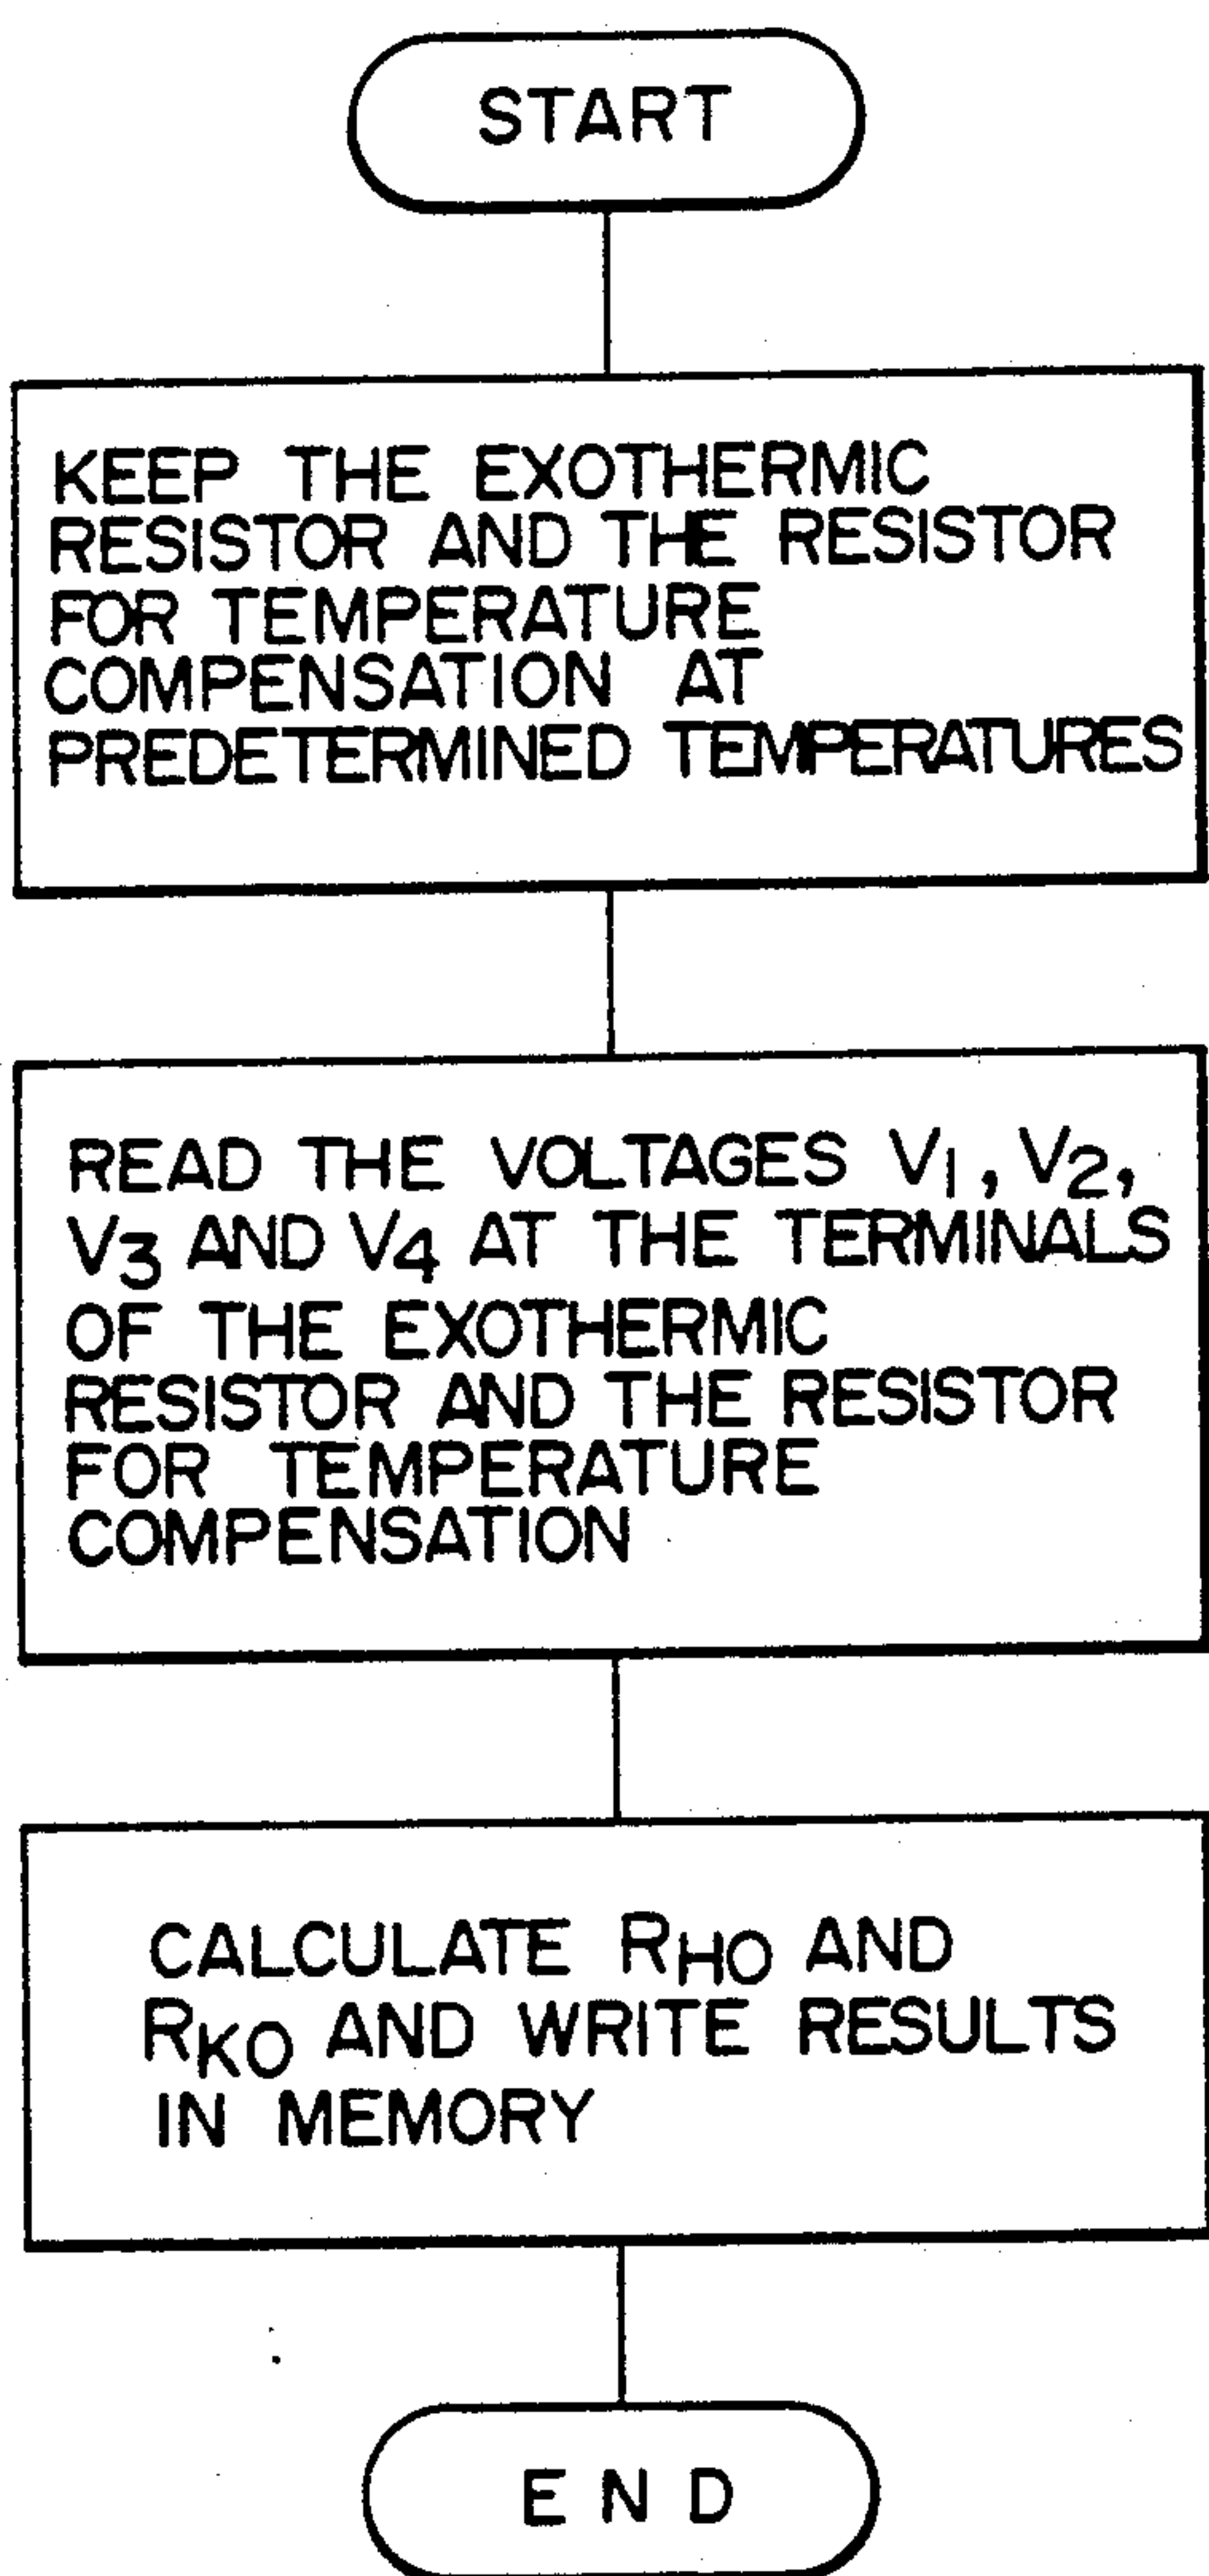 START
KEEP THE EXOTHERMIC
RESISTOR AND THE RESISTOR
FOR TEMPERATURE
COMPENSATION AT
PREDETERMINED TEMPERATURES
READ THE VOLTAGES V1, V2,
V3 AND V4 AT THE TERMINALS
OF THE EXOTHERMIC
RESISTOR AND THE RESISTOR
FOR TEMPERATURE
COMPENSATION
CALCULATE RHO AND
RKO AND WRITE RESULTS
IN MEMORY
END